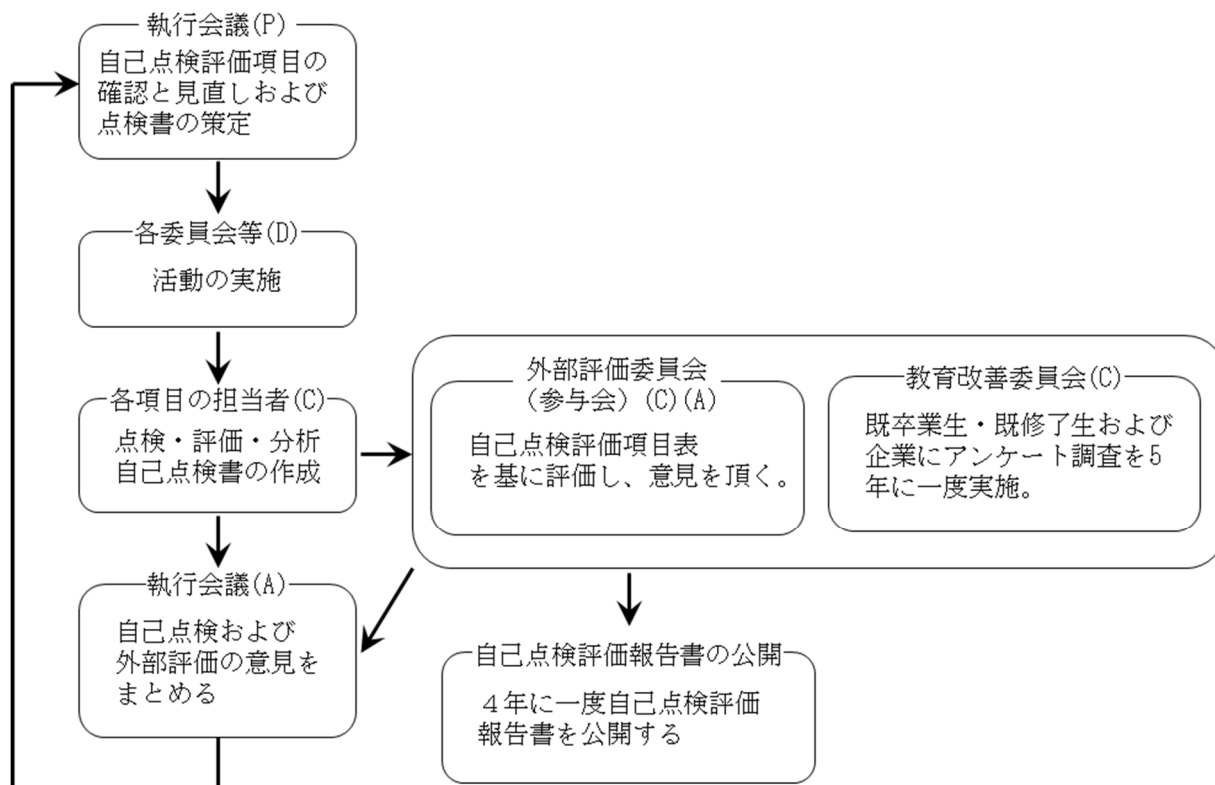 執行会議(P)
自己点検評価項目の
確認と見直しおよび
点検書の策定
各委員会等(D)
活動の実施
各項目の担当者(C)
点検・評価・分析
自己点検書の作成
外部評価委員会
(参与会)(C)(A)
自己点検評価項目表
を基に評価し、意見を頂く。
教育改善委員会(C)
既卒業生・既修了生および
企業にアンケート調査を5
年に一度実施。
執行会議(A)
自己点検および
外部評価の意見を
まとめる
自己点検評価報告書の公開
４年に一度自己点検評価
報告書を公開する